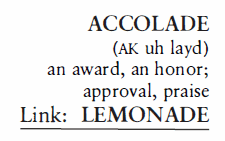 ACCOLADE
(AK uh layd)
an award, an honor;
approval, praise
Link: LEMONADE